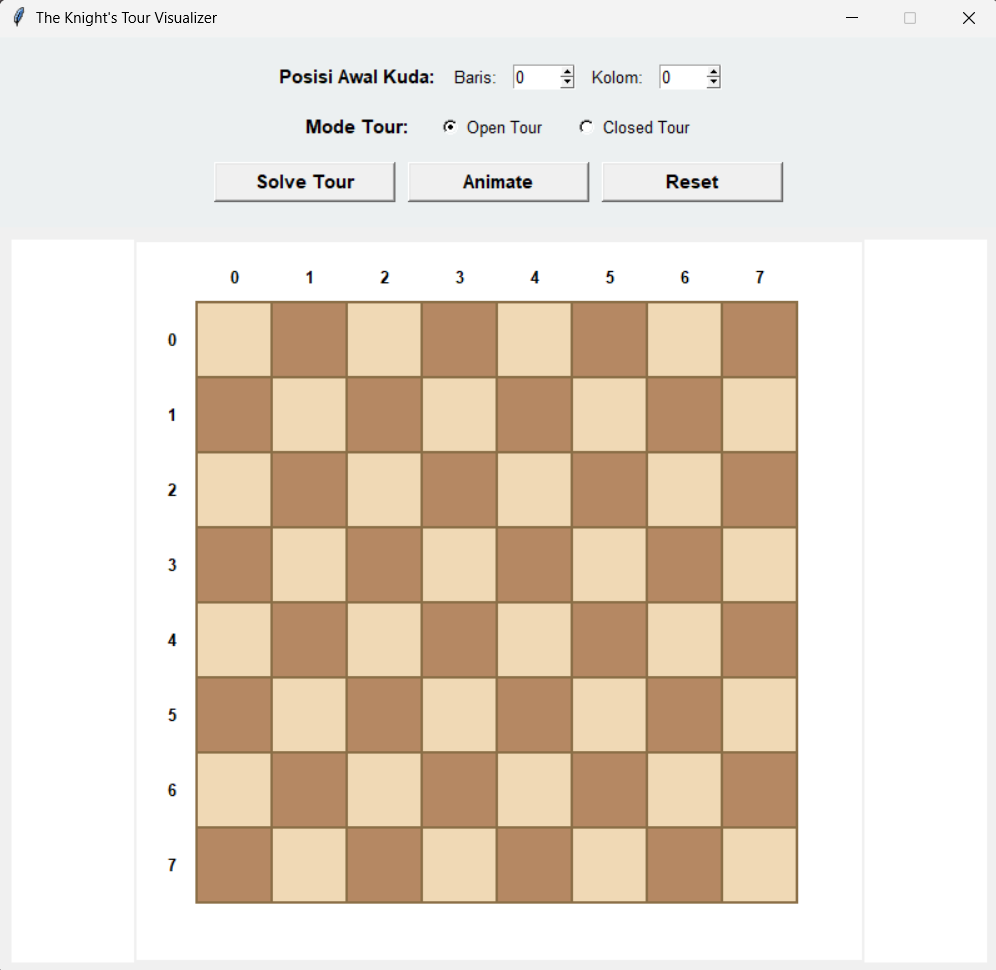 The Knight's Tour Visualizer
Posisi Awal Kuda: Baris: 0 Kolom: 0
Mode Tour: Open Tour Closed Tour
Solve Tour Animate Reset
0 1 2 3 4 5 6 7
0
1
2
3
4
5
6
7